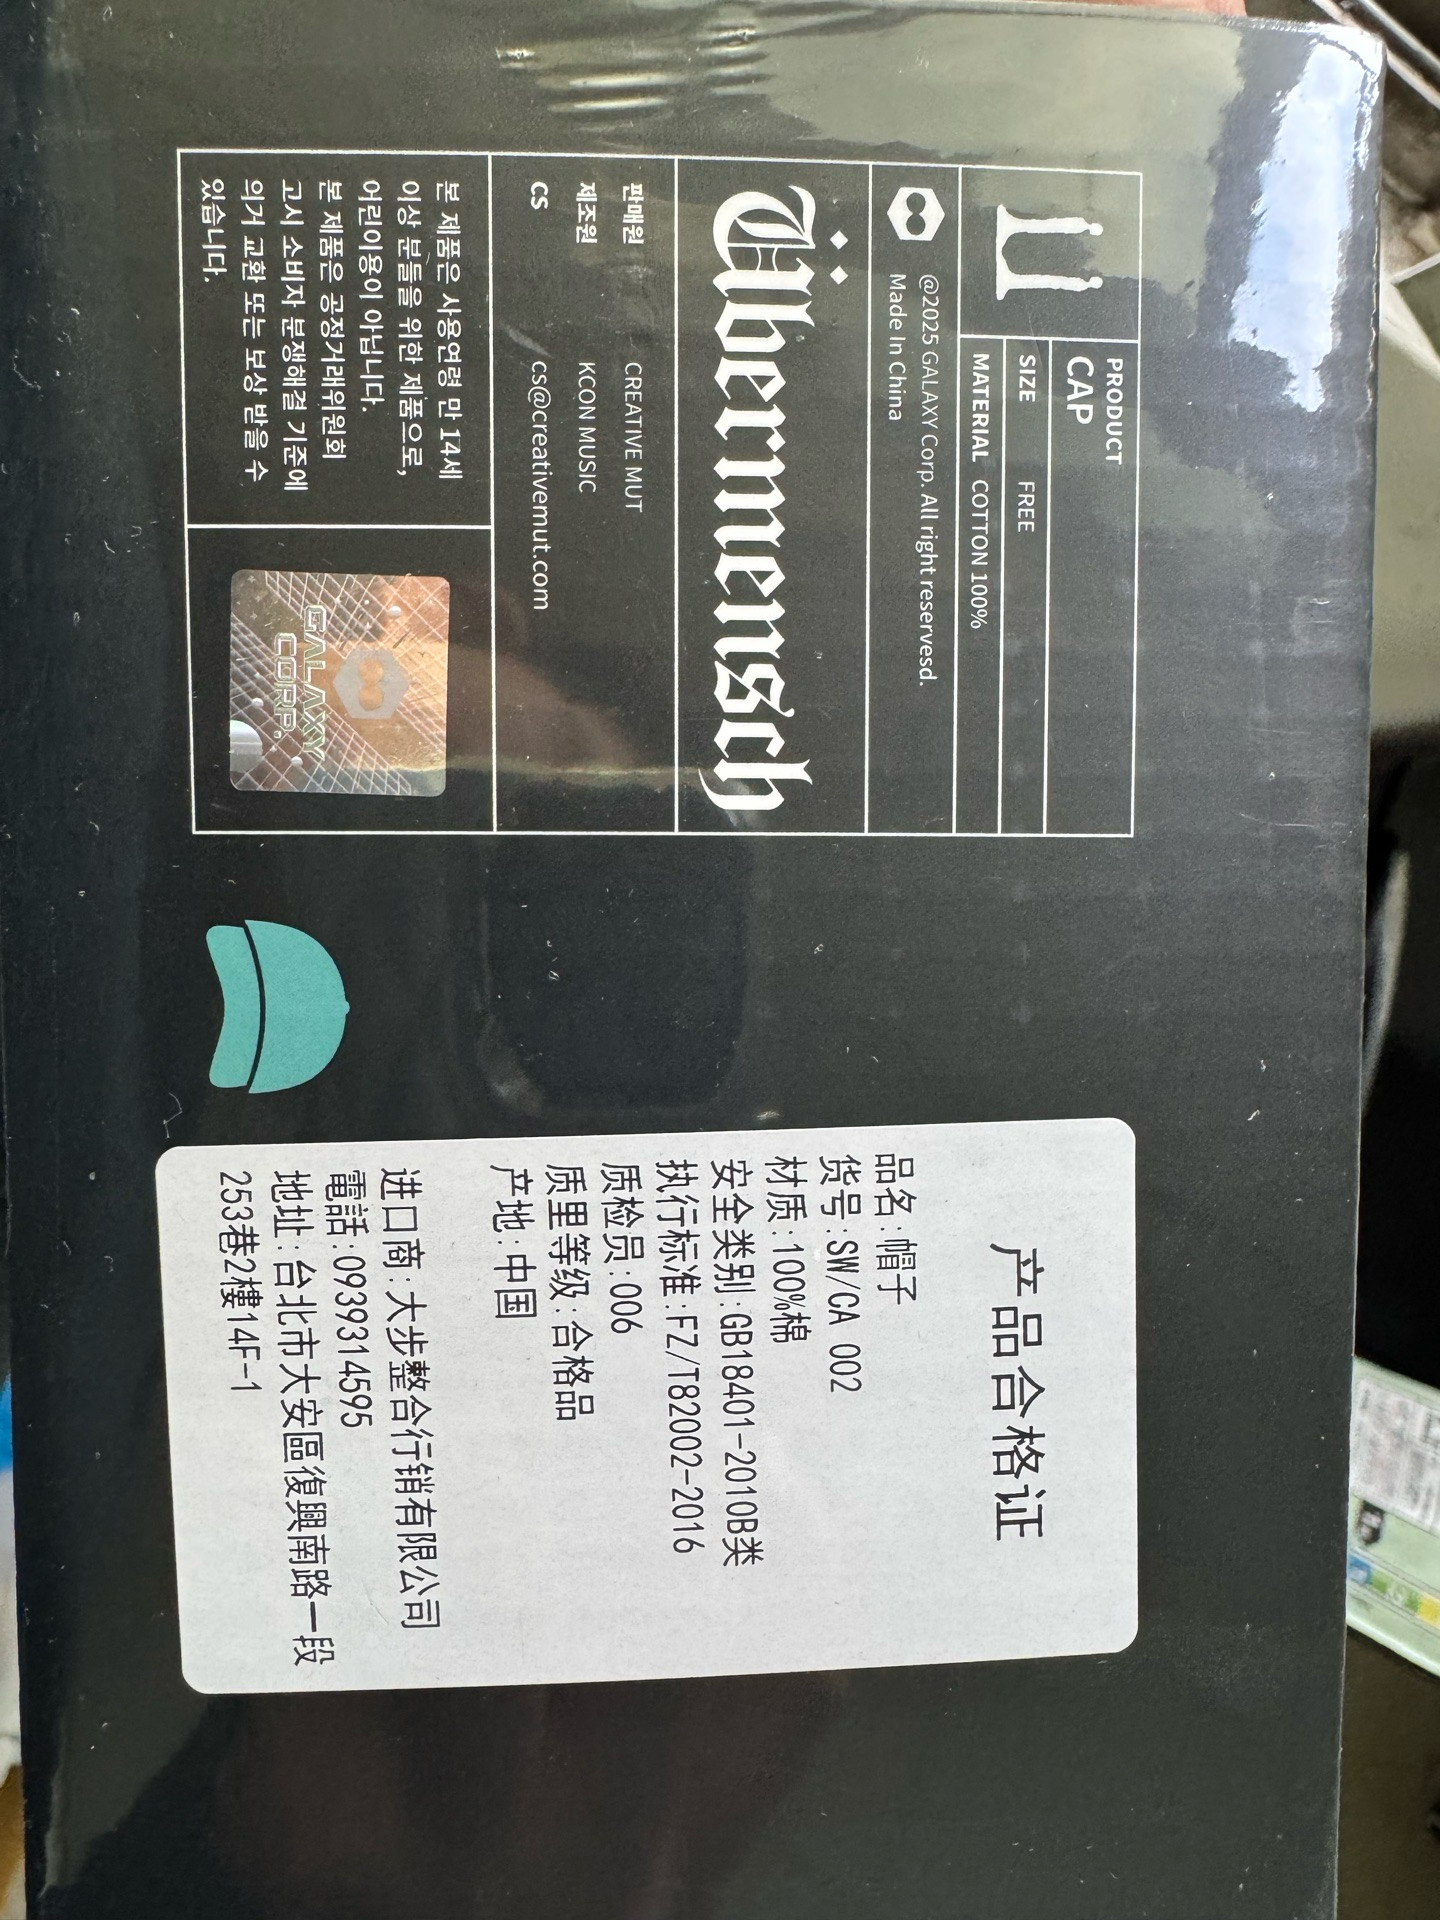 PRODUCT
CAP
SIZE FREE
MATERIAL COTTON 100%
@2025 GALAXY Corp. All right reservesd.
Made In China
Übermensch
판매원 CREATIVE MUT
제조원 KCON MUSIC
CS cs@creativemut.com
본 제품은 사용연령 만 14세
이상 분들을 위한 제품으로,
어린이용이 아닙니다.
본 제품은 공정거래위원회
고시 소비자 분쟁해결 기준에
의거 교환 또는 보상 받을 수
있습니다.
GALAXY
CORP.
产品合格证
品名:帽子
货号:SW/CA 002
材质:100%棉
安全类别:GB18401-2010B类
执行标准:FZ/T82002-2016
质检员:006
质里等级:合格品
产地:中国
进口商:大步整合行销有限公司
電話:0939314595
地址:台北市大安區復興南路一段
253巷2樓14F-1